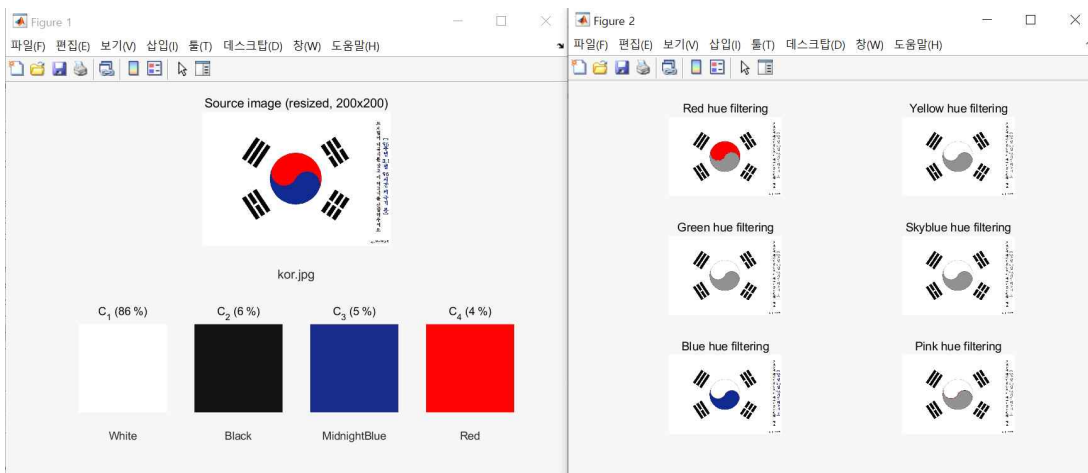 Figure 1
파일(F) 편집(E) 보기(V) 삽입(I) 툴(T) 데스크탑(D) 창(W) 도움말(H)
Source image (resized, 200x200)
kor.jpg
C1 (86 %) C2 (6 %) C3 (5 %) C4 (4 %)
White Black MidnightBlue Red
Figure 2
파일(F) 편집(E) 보기(V) 삽입(I) 툴(T) 데스크탑(D) 창(W) 도움말(H)
Red hue filtering Yellow hue filtering
Green hue filtering Skyblue hue filtering
Blue hue filtering Pink hue filtering